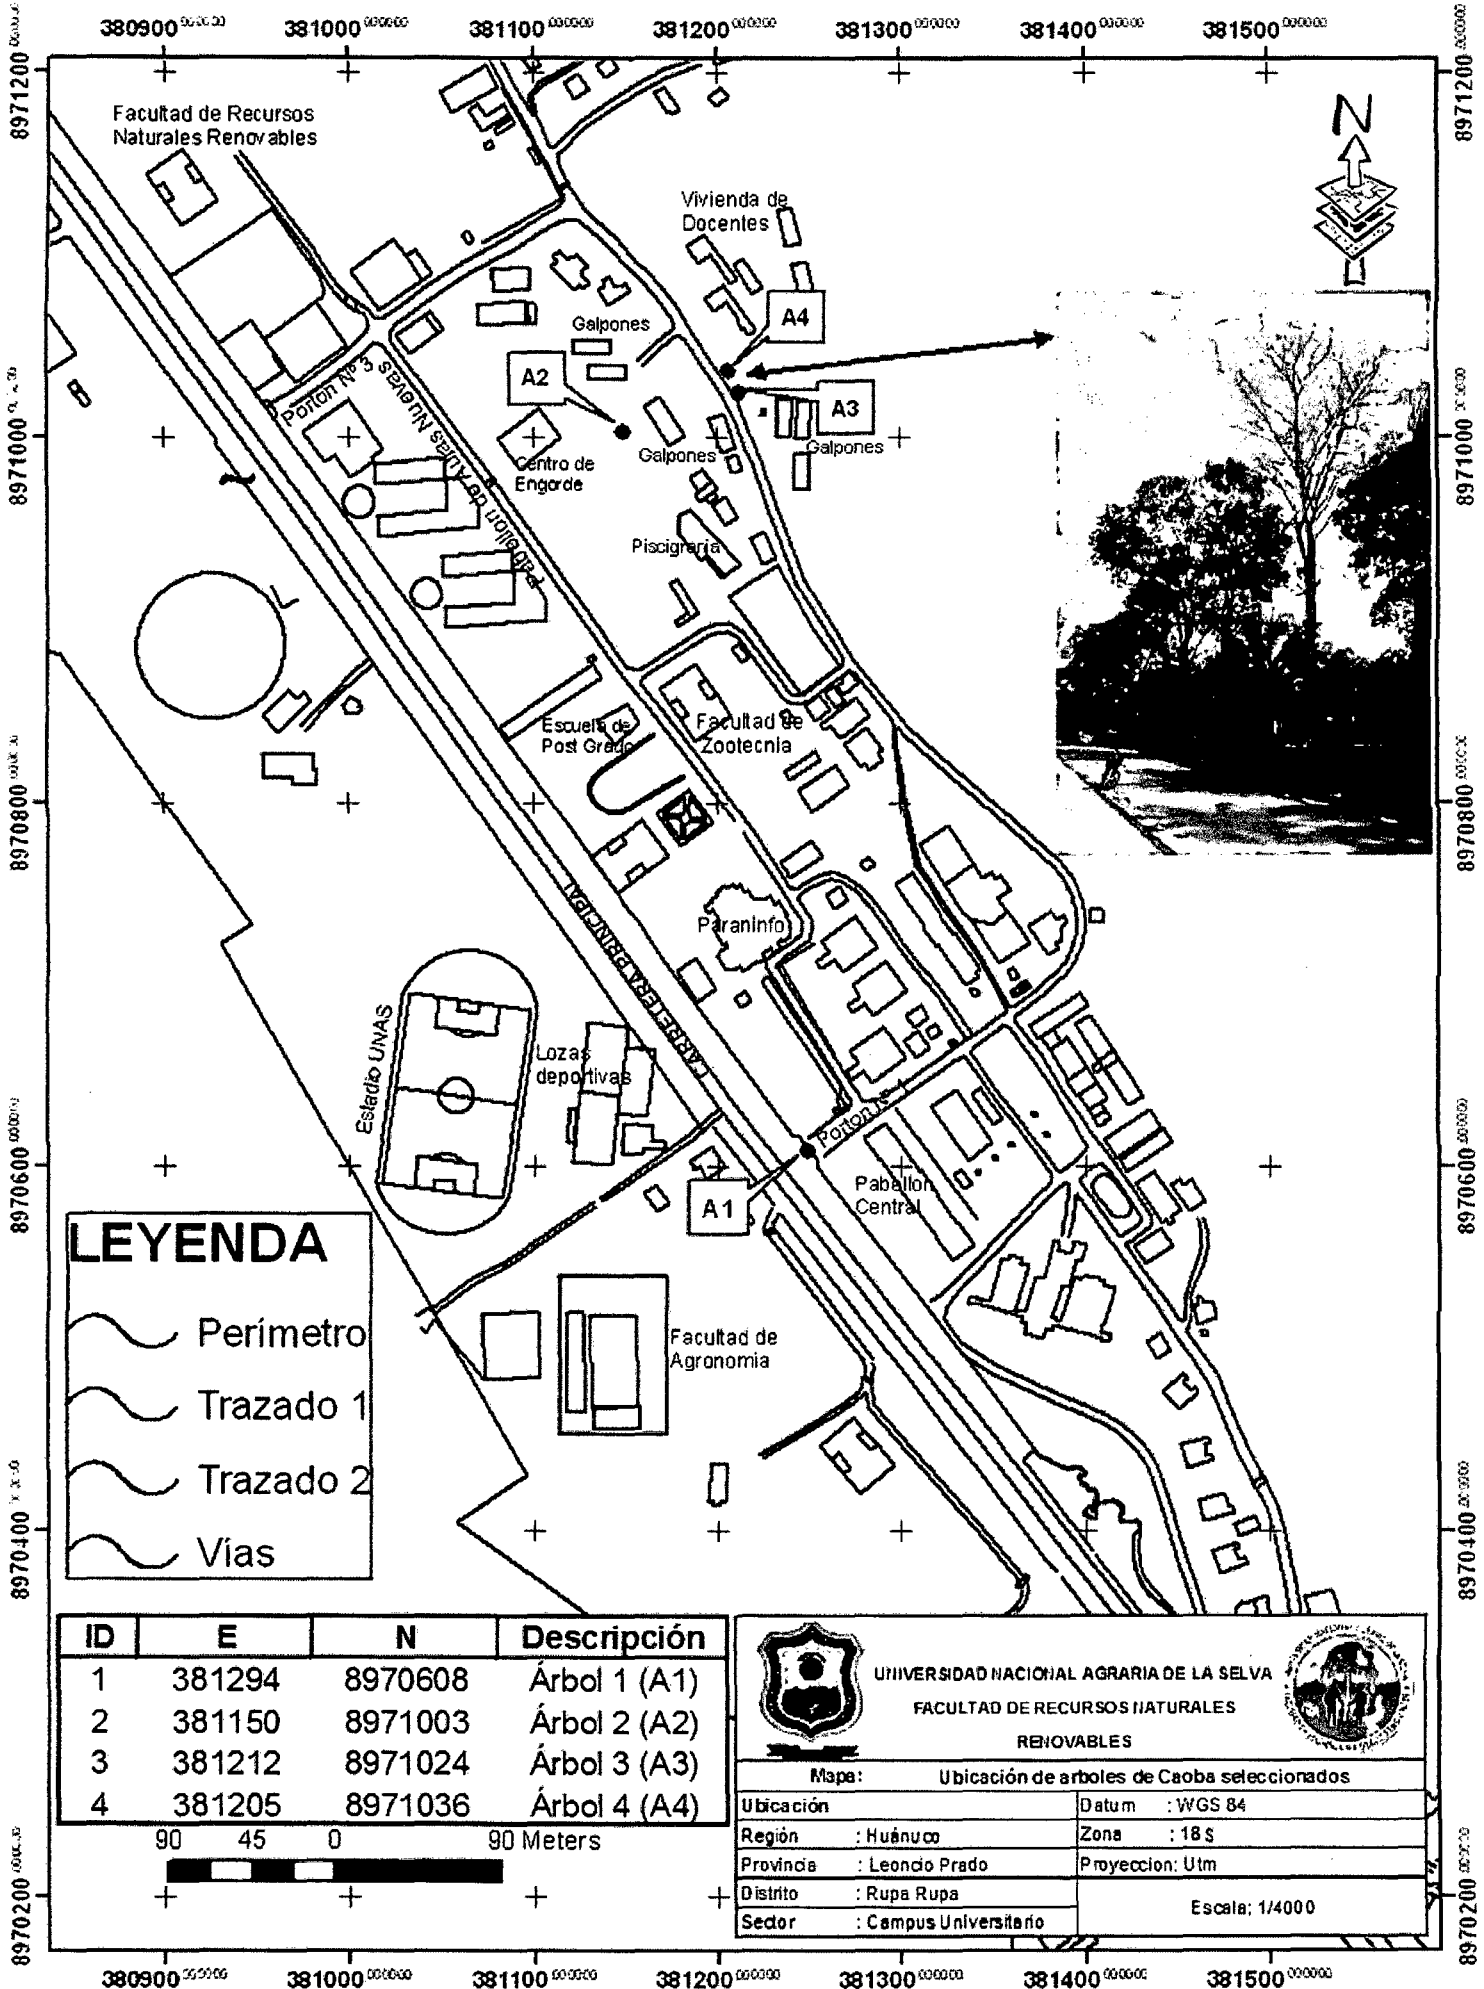 380900 381000 381100 381200 381300 381400 381500
8971200
8971200
Facultad de Recursos
Naturales Renovables
N
Vivienda de
Docentes
A4
Galpones
A2
A3
Porton Nº 3
Pabellon de Aulas Nuevas
8971000
8971000
Galpones
Galpones
Centro de
Engorde
Piscigranja
Escuela de
Post Grado
Facultad de
Zootecnia
8970800
8970800
Paraninfo
CARRETERA PRINCIPAL
Estadio UNAS
Lozas
deportivas
Porton Nº 1
8970600
8970600
Pabellon
Central
A1
LEYENDA
Perímetro
Trazado 1
Trazado 2
Vías
Facultad de
Agronomia
8970400
8970400
ID E N Descripción
1 381294 8970608 Árbol 1 (A1)
2 381150 8971003 Árbol 2 (A2)
3 381212 8971024 Árbol 3 (A3)
4 381205 8971036 Árbol 4 (A4)
90 45 0 90 Meters
UNIVERSIDAD NACIONAL AGRARIA DE LA SELVA
FACULTAD DE RECURSOS NATURALES
RENOVABLES
Mapa: Ubicación de arboles de Caoba seleccionados
Ubicación Datum : WGS 84
Región : Huánuco Zona : 18 S
Provincia : Leoncio Prado Proyeccion: Utm
Distrito : Rupa Rupa
Escala: 1/4000
Sector : Campus Universitario
8970200
8970200
380900 381000 381100 381200 381300 381400 381500